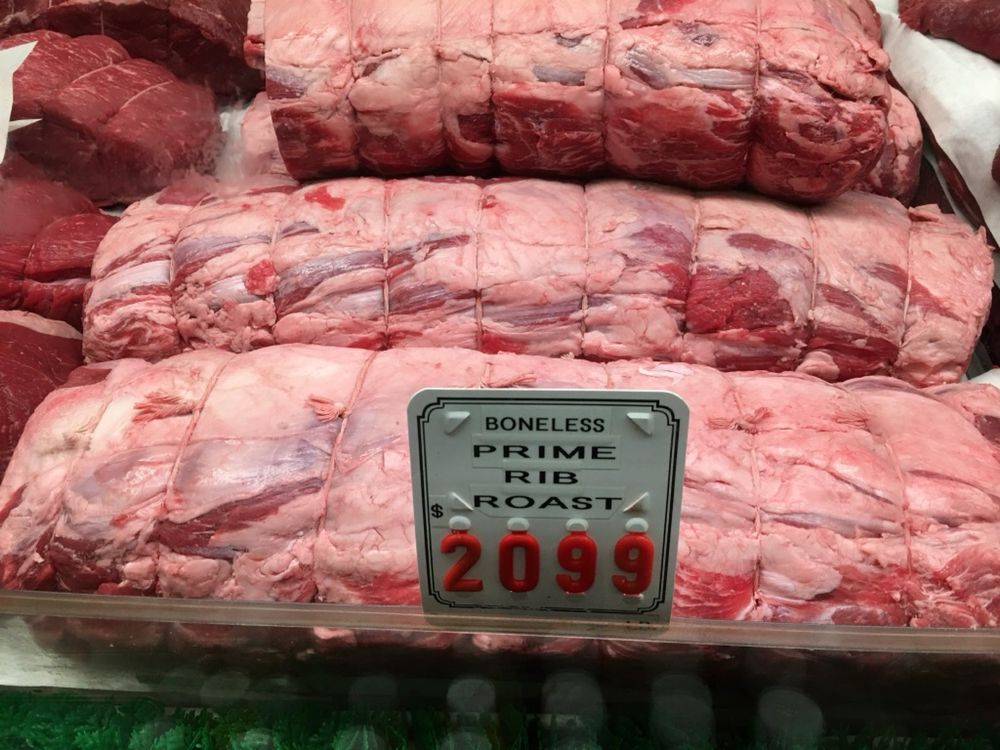 BONELESS
PRIME
RIB
ROAST
$ 2099